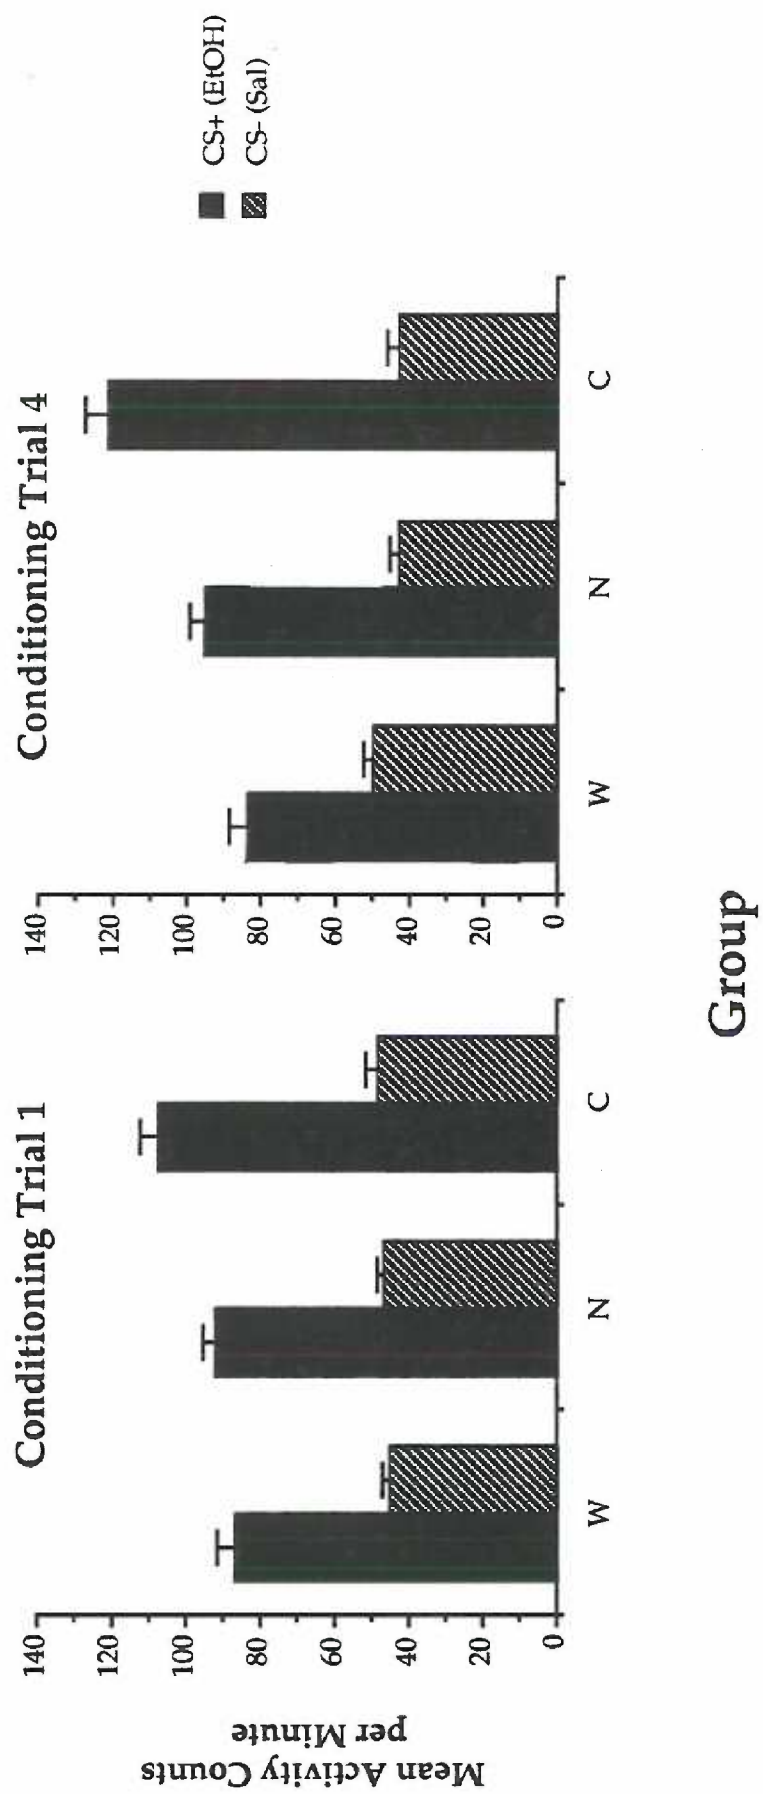 Conditioning Trial 1
Conditioning Trial 4
Mean Activity Counts
per Minute
140
120
100
80
60
40
20
0
W
N
C
140
120
100
80
60
40
20
0
W
N
C
CS+ (EtOH)
CS- (Sal)
Group